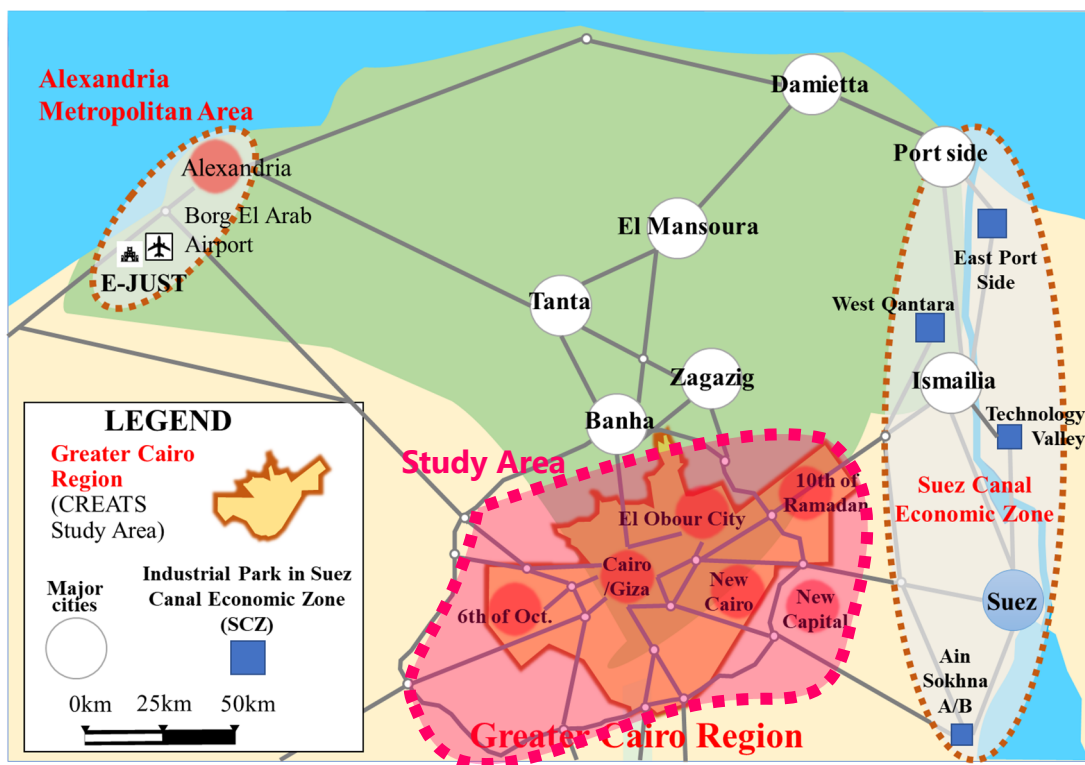 Alexandria
Metropolitan Area
Alexandria
Borg El Arab
Airport
E-JUST
Damietta
Port side
El Mansoura
East Port
Side
West Qantara
Tanta
Zagazig
Ismailia
Banha
Technology
Valley
Study Area
10th of
Ramadan
El Obour City
Suez Canal
Economic Zone
Cairo
/Giza
New
Cairo
New
Capital
6th of Oct.
Suez
Ain
Sokhna
A/B
Greater Cairo Region
LEGEND
Greater Cairo
Region
(CREATS
Study Area)
Major
cities
Industrial Park in Suez
Canal Economic Zone
(SCZ)
0km 25km 50km